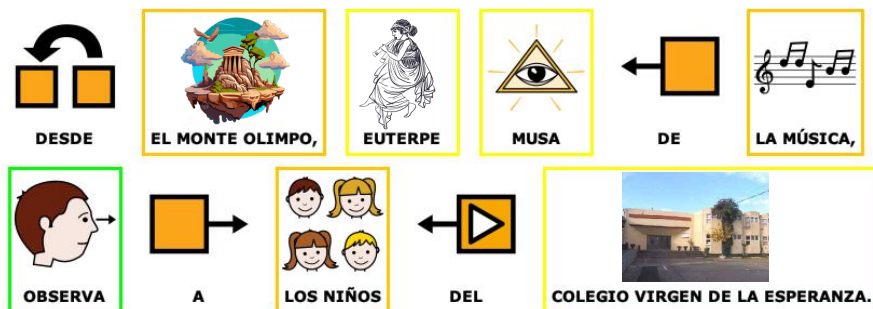 DESDE EL MONTE OLIMPO, EUTERPE MUSA DE LA MÚSICA,
OBSERVA A LOS NIÑOS DEL COLEGIO VIRGEN DE LA ESPERANZA.